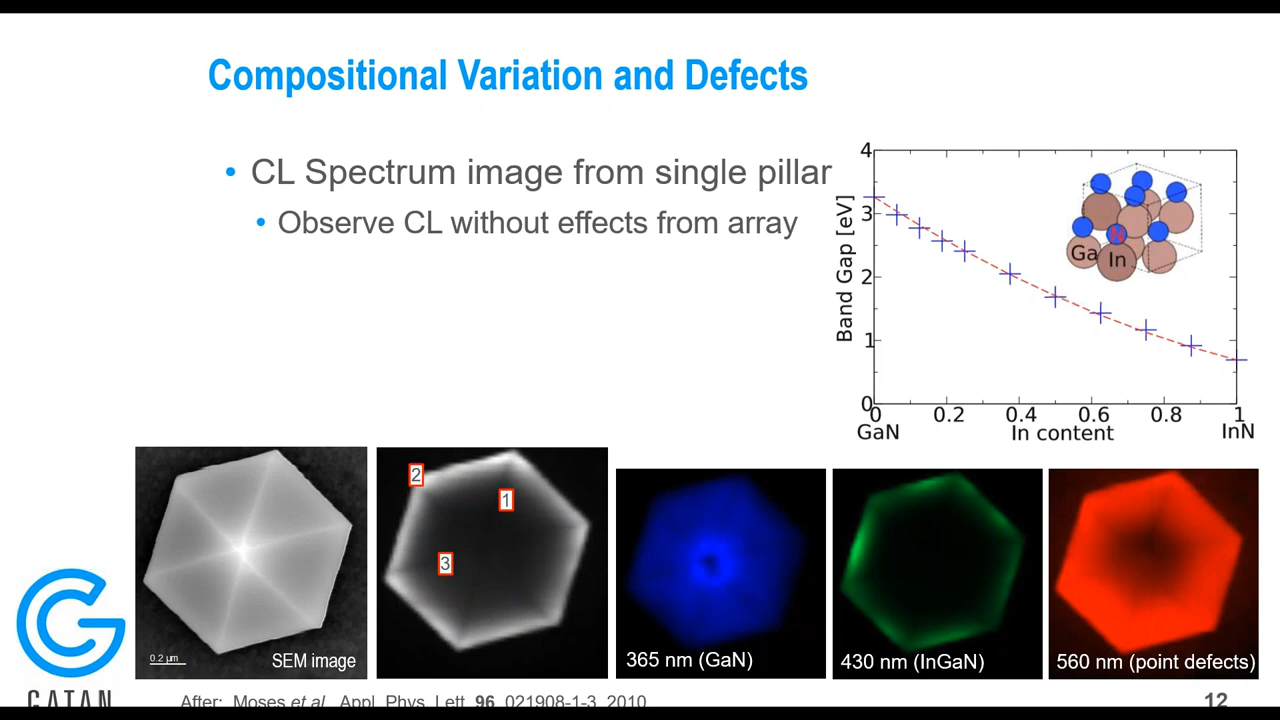 Compositional Variation and Defects
• CL Spectrum image from single pillar
• Observe CL without effects from array
4
3
2
1
0
Band Gap [eV]
N
Ga
In
0 0.2 0.4 0.6 0.8 1
GaN In content InN
2
1
3
0.2 µm
SEM image
365 nm (GaN)
430 nm (InGaN)
560 nm (point defects)
GATAN
After: Moses et al. Appl. Phys. Lett. 96, 021908-1-3, 2010
12